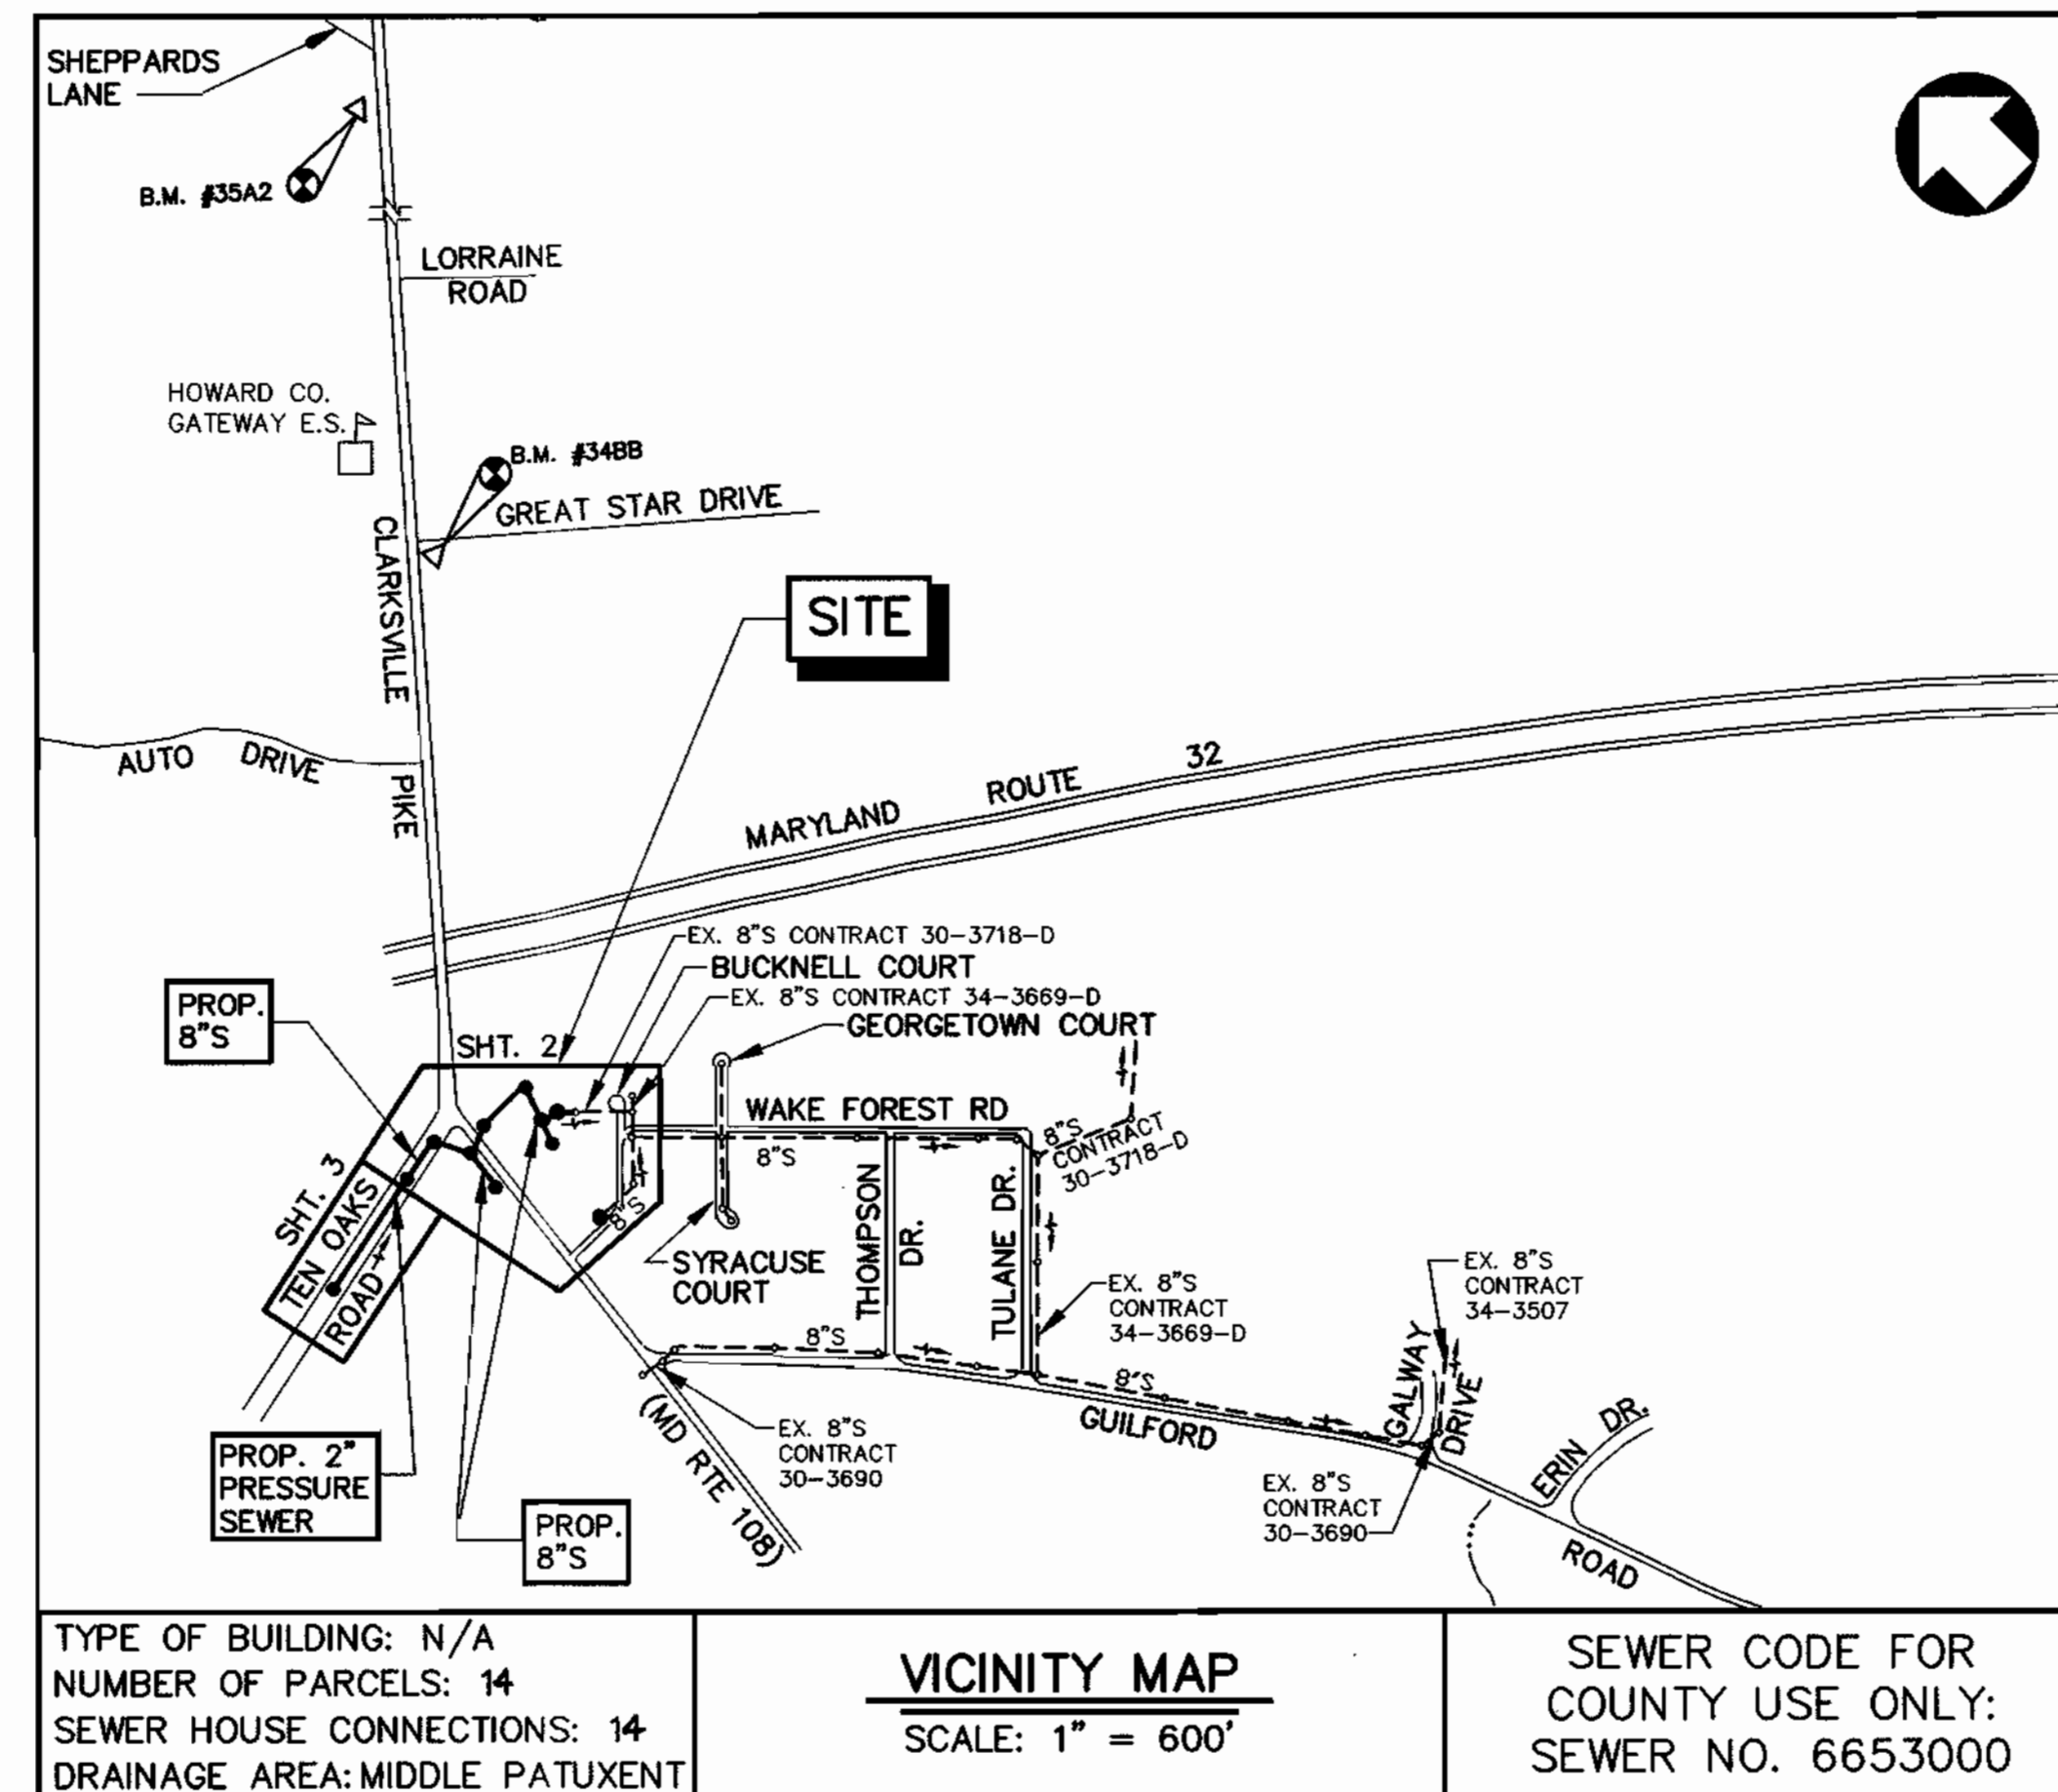 SHEPPARDS
LANE
B.M. #35A2
LORRAINE
ROAD
HOWARD CO.
GATEWAY E.S.
B.M. #34BB
GREAT STAR DRIVE
CLARKSVILLE
PIKE
SITE
AUTO DRIVE
MARYLAND ROUTE 32
EX. 8"S CONTRACT 30-3718-D
BUCKNELL COURT
EX. 8"S CONTRACT 34-3669-D
GEORGETOWN COURT
PROP.
8"S
SHT. 2
WAKE FOREST RD
8"S
8"S
CONTRACT
30-3718-D
SHT. 3
TEN OAKS
ROAD
8"S
SYRACUSE
COURT
THOMPSON
DR.
TULANE DR.
EX. 8"S
CONTRACT
34-3669-D
EX. 8"S
CONTRACT
34-3507
8"S
8"S
GALWAY
DRIVE
GUILFORD
ERIN DR.
PROP. 2"
PRESSURE
SEWER
PROP.
8"S
(MD RTE 108)
EX. 8"S
CONTRACT
30-3690
EX. 8"S
CONTRACT
30-3690
ROAD
TYPE OF BUILDING: N/A
NUMBER OF PARCELS: 14
SEWER HOUSE CONNECTIONS: 14
DRAINAGE AREA: MIDDLE PATUXENT
VICINITY MAP
SCALE: 1" = 600'
SEWER CODE FOR
COUNTY USE ONLY:
SEWER NO. 6653000